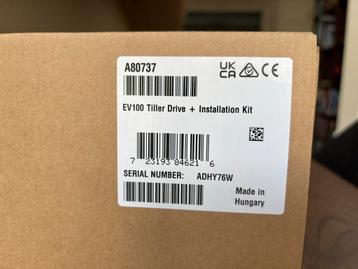 A80737
UK
CA
CE
EV100 Tiller Drive + Installation Kit
7 23193 84621 6
SERIAL NUMBER: ADHY76W
Made in
Hungary